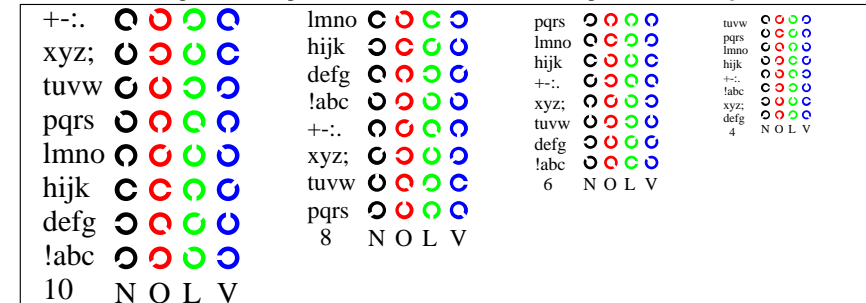 +-:.
xyz;
tuvw
pqrs
lmno
hijk
defg
!abc
10 N O L V
lmno
hijk
defg
!abc
+-:.
xyz;
tuvw
pqrs
8 N O L V
pqrs
lmno
hijk
+-:.
xyz;
tuvw
defg
!abc
6 N O L V
tuvw
pqrs
lmno
hijk
+-:.
!abc
xyz;
defg
4 N O L V